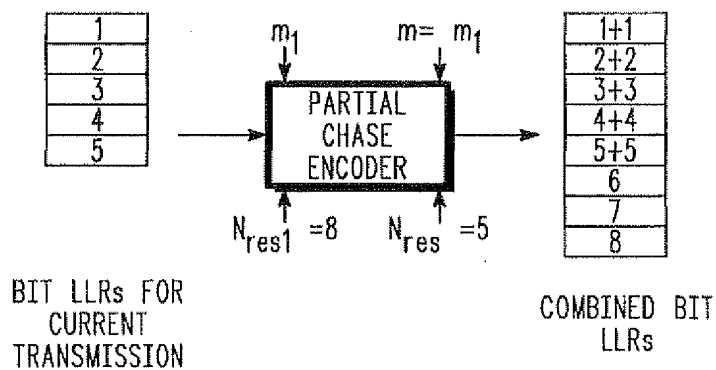 1
2
3
4
5
BIT LLRs FOR
CURRENT
TRANSMISSION
m1
m= m1
PARTIAL
CHASE
ENCODER
Nres1 =8
Nres =5
1+1
2+2
3+3
4+4
5+5
6
7
8
COMBINED BIT
LLRs